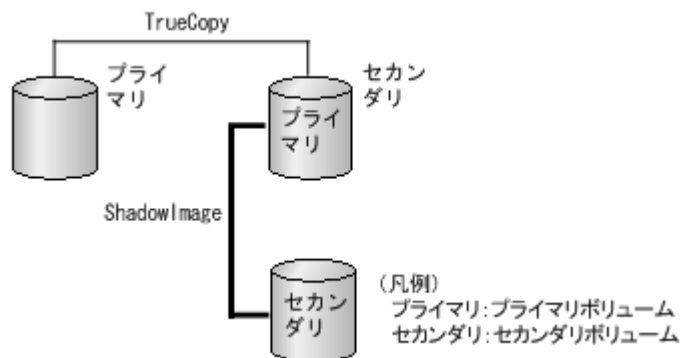 TrueCopy
プライ
マリ
セカン
ダリ
プライ
マリ
ShadowImage
セカン
ダリ
(凡例)
プライマリ:プライマリボリューム
セカンダリ:セカンダリボリューム